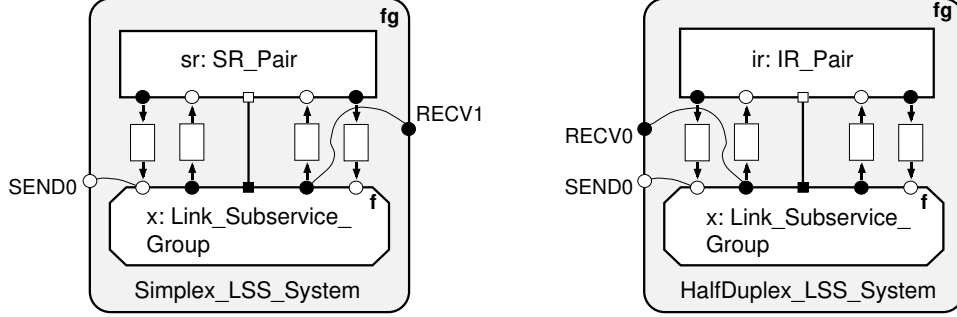 fg
sr: SR_Pair
RECV1
SEND0
f
x: Link_Subservice_
Group
Simplex_LSS_System
fg
ir: IR_Pair
RECV0
SEND0
f
x: Link_Subservice_
Group
HalfDuplex_LSS_System